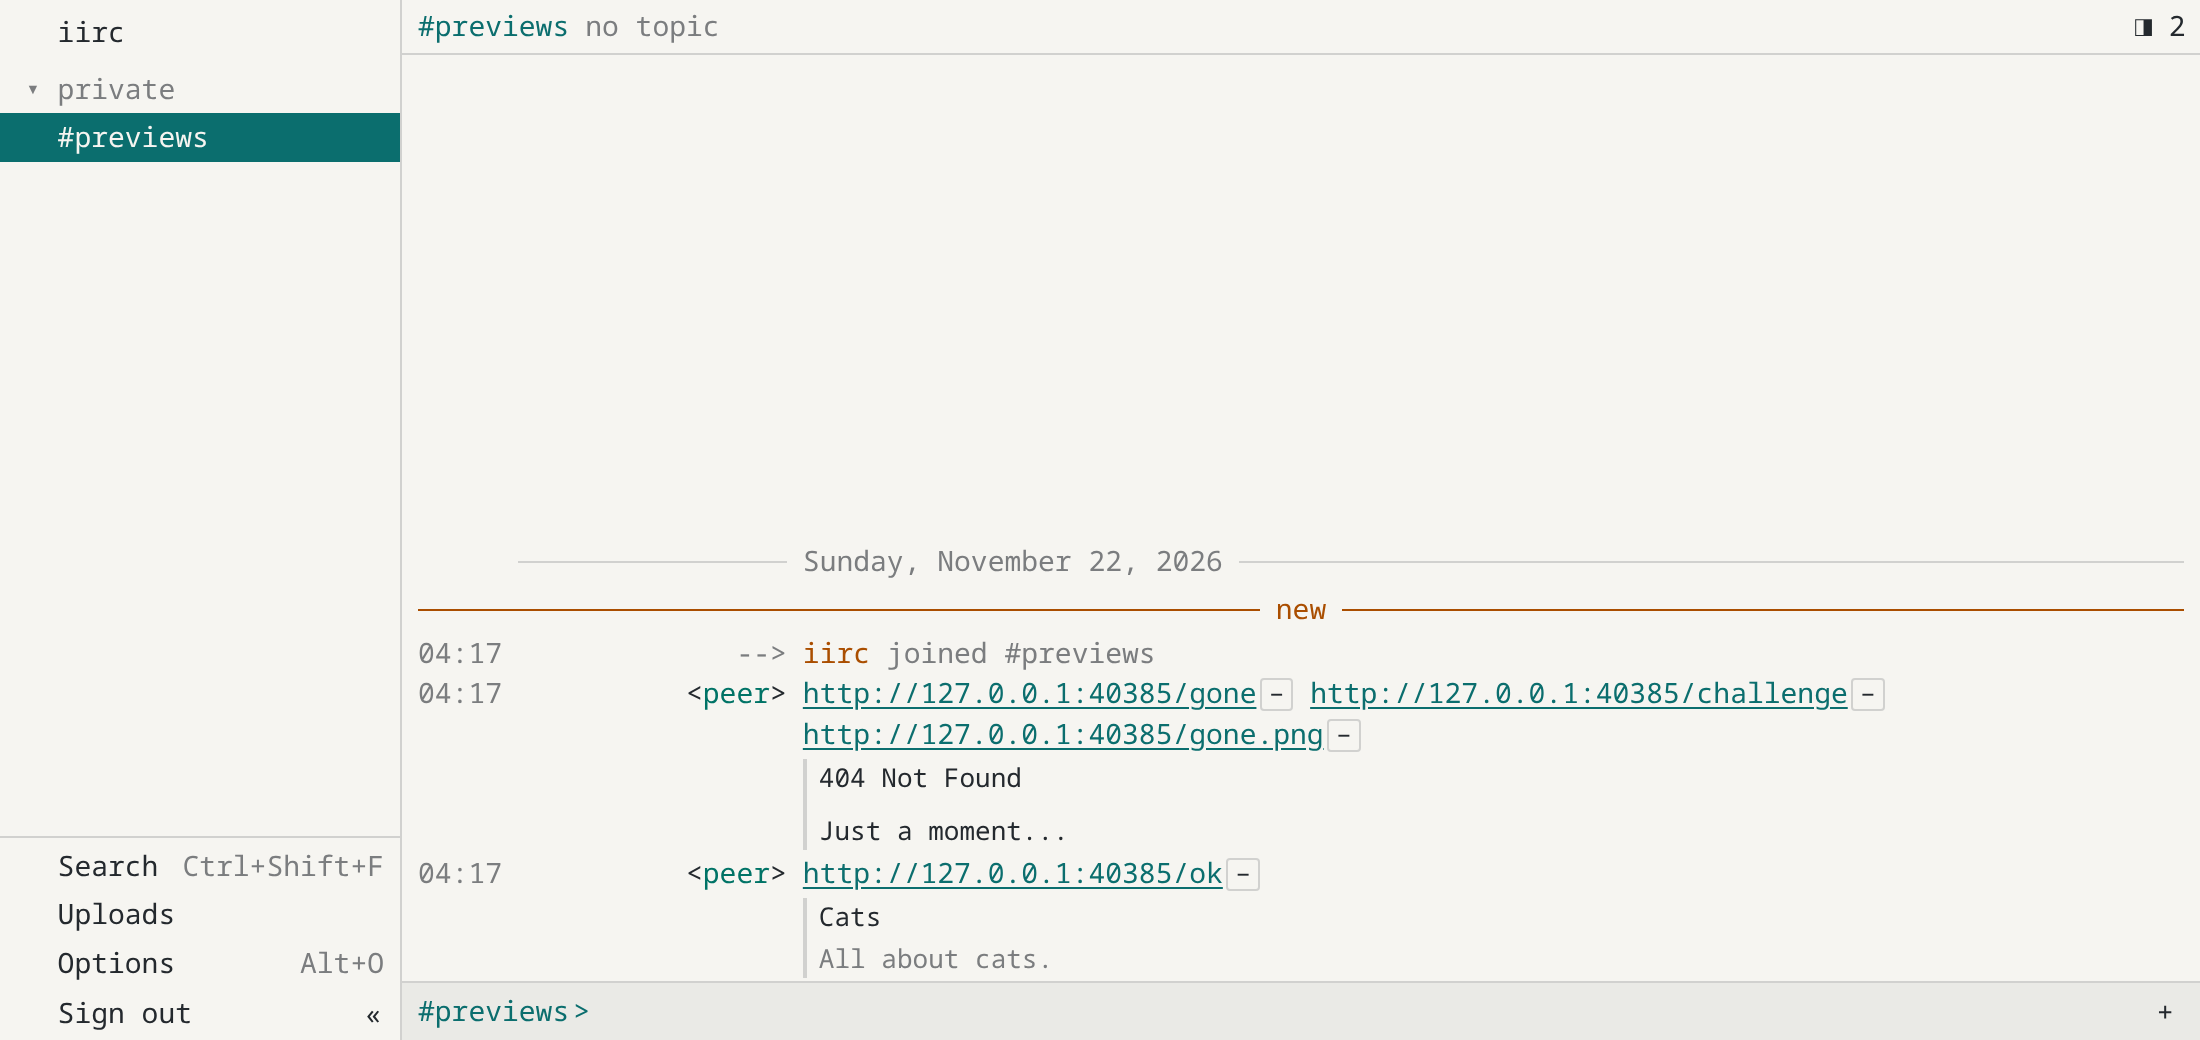 iirc
▾ private
#previews
Search Ctrl+Shift+F
Uploads
Options Alt+O
Sign out «
#previews no topic ◨ 2
Sunday, November 22, 2026
new
04:17 --> iirc joined #previews
04:17 <peer> http://127.0.0.1:40385/gone − http://127.0.0.1:40385/challenge −
http://127.0.0.1:40385/gone.png −
404 Not Found
Just a moment...
04:17 <peer> http://127.0.0.1:40385/ok −
Cats
All about cats.
#previews> +